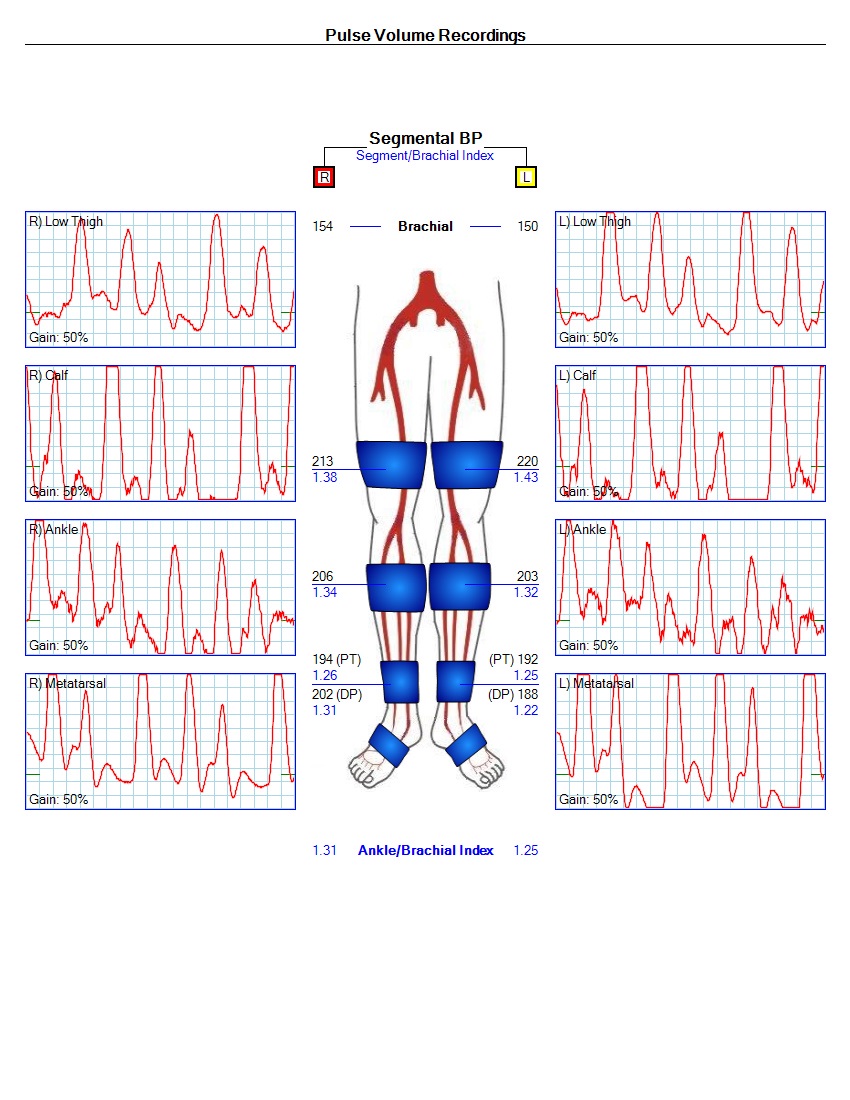 Pulse Volume Recordings
Segmental BP
Segment/Brachial Index
R
L
154 Brachial 150
R) Low Thigh
Gain: 50%
L) Low Thigh
Gain: 50%
R) Calf
Gain: 50%
L) Calf
Gain: 50%
213
1.38
220
1.43
R) Ankle
Gain: 50%
L) Ankle
Gain: 50%
206
1.34
203
1.32
194 (PT)
1.26
202 (DP)
1.31
(PT) 192
1.25
(DP) 188
1.22
R) Metatarsal
Gain: 50%
L) Metatarsal
Gain: 50%
1.31 Ankle/Brachial Index 1.25